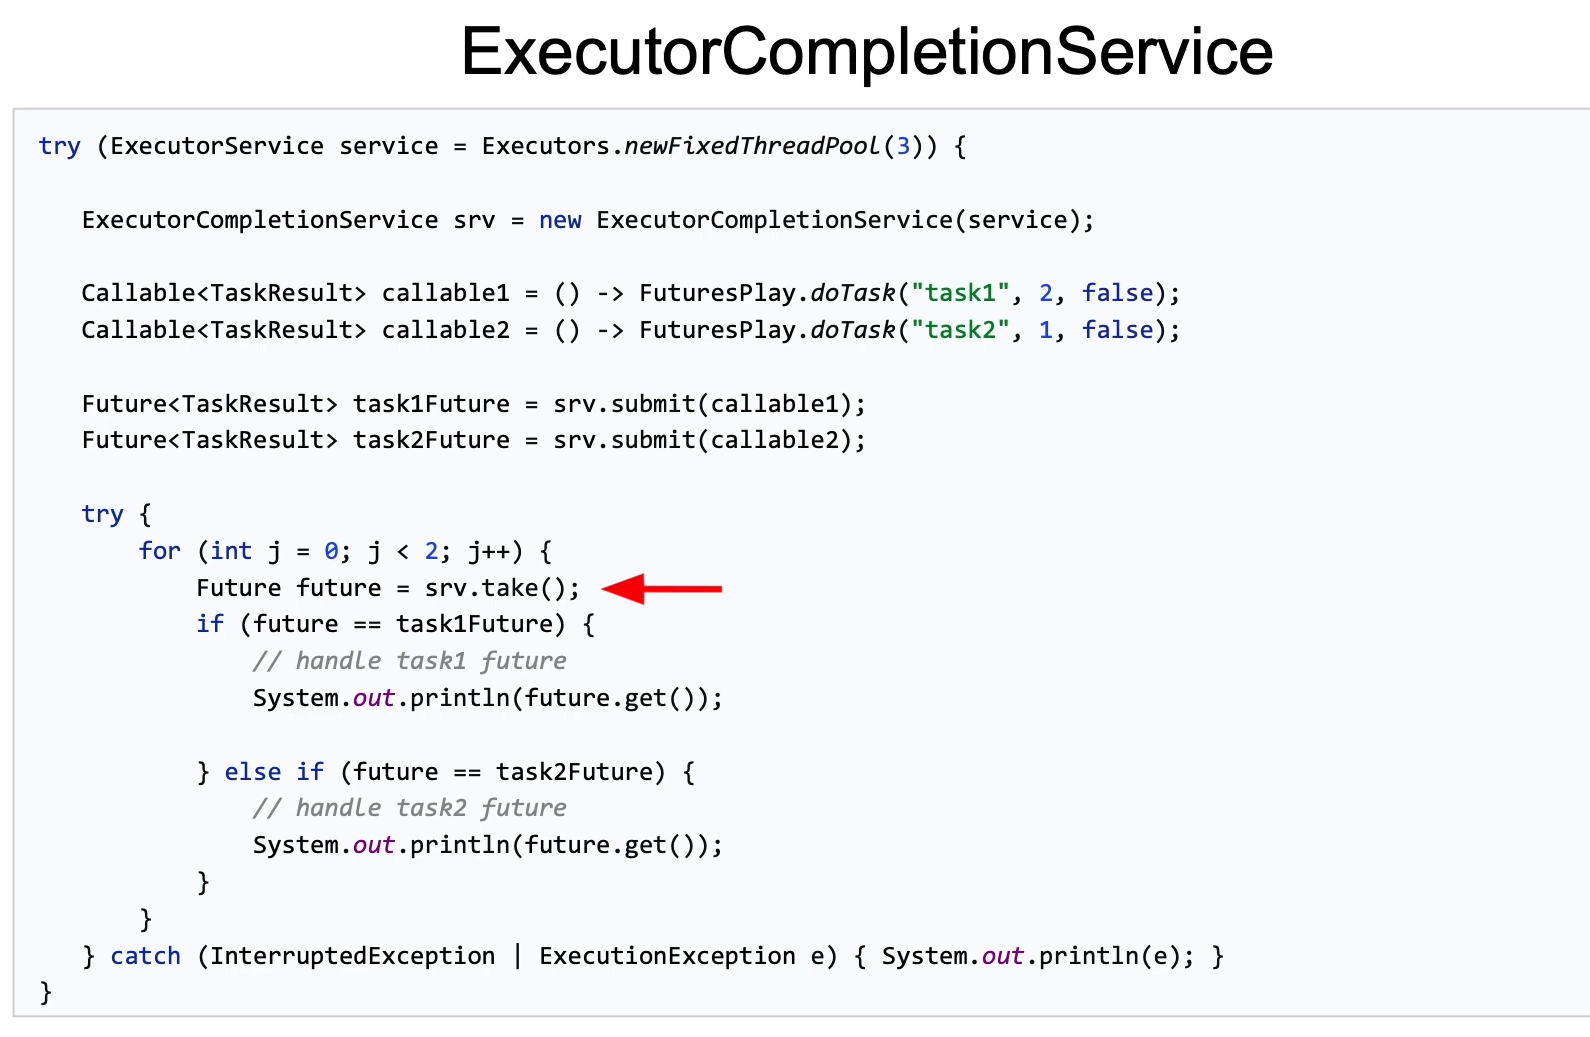 ExecutorCompletionService
try (ExecutorService service = Executors.newFixedThreadPool(3)) {
ExecutorCompletionService srv = new ExecutorCompletionService(service);
Callable<TaskResult> callable1 = () -> FuturesPlay.doTask("task1", 2, false);
Callable<TaskResult> callable2 = () -> FuturesPlay.doTask("task2", 1, false);
Future<TaskResult> task1Future = srv.submit(callable1);
Future<TaskResult> task2Future = srv.submit(callable2);
try {
for (int j = 0; j < 2; j++) {
Future future = srv.take();
if (future == task1Future) {
// handle task1 future
System.out.println(future.get());
} else if (future == task2Future) {
// handle task2 future
System.out.println(future.get());
}
}
} catch (InterruptedException | ExecutionException e) { System.out.println(e); }
}